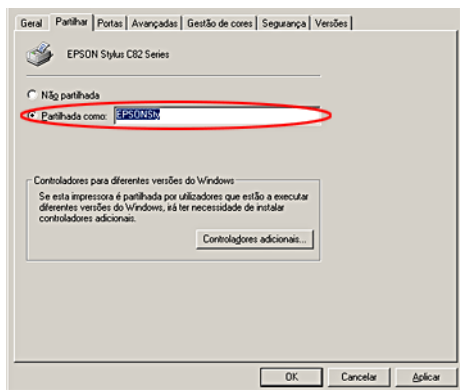 Geral Partilhar Portas Avançadas Gestão de cores Segurança Versões
EPSON Stylus C82 Series
Não partilhada
Partilhada como: EPSONSty
Controladores para diferentes versões do Windows
Se esta impressora é partilhada por utilizadores que estão a executar
diferentes versões do Windows, irá ter necessidade de instalar
controladores adicionais.
Controladores adicionais...
OK Cancelar Aplicar